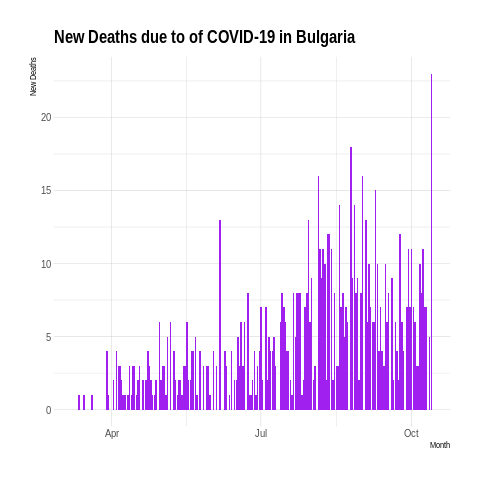 New Deaths due to of COVID-19 in Bulgaria
New Deaths
20
15
10
5
0
Apr
Jul
Oct
Month